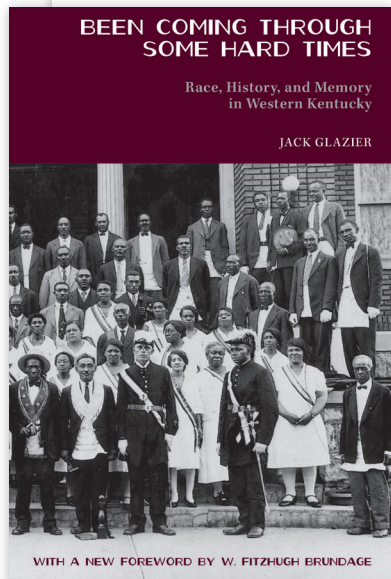 BEEN COMING THROUGH
SOME HARD TIMES
Race, History, and Memory
in Western Kentucky
JACK GLAZIER
WITH A NEW FOREWORD BY W. FITZHUGH BRUNDAGE